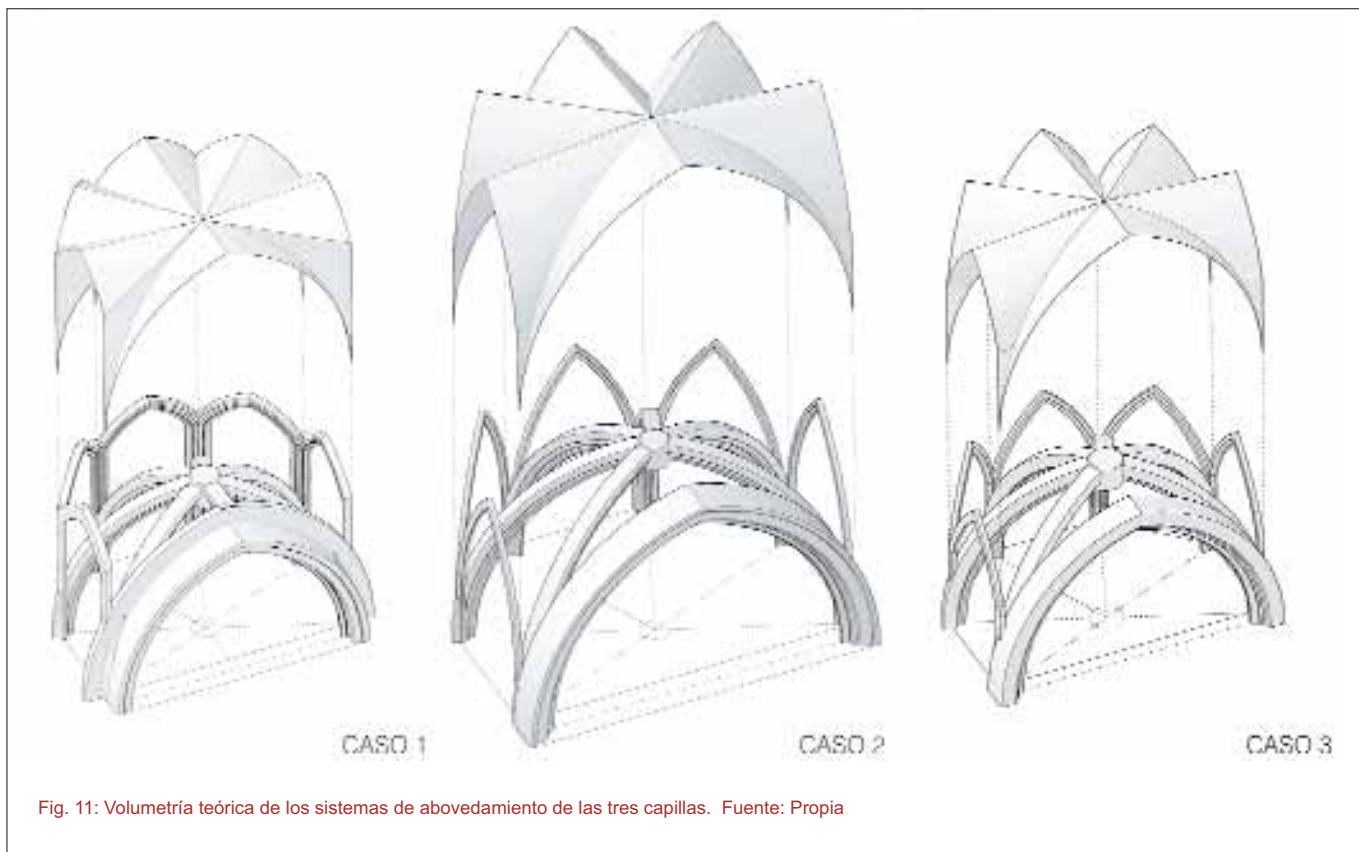 CASO 1
CASO 2
CASO 3
Fig. 11: Volumetría teórica de los sistemas de abovedamiento de las tres capillas. Fuente: Propia